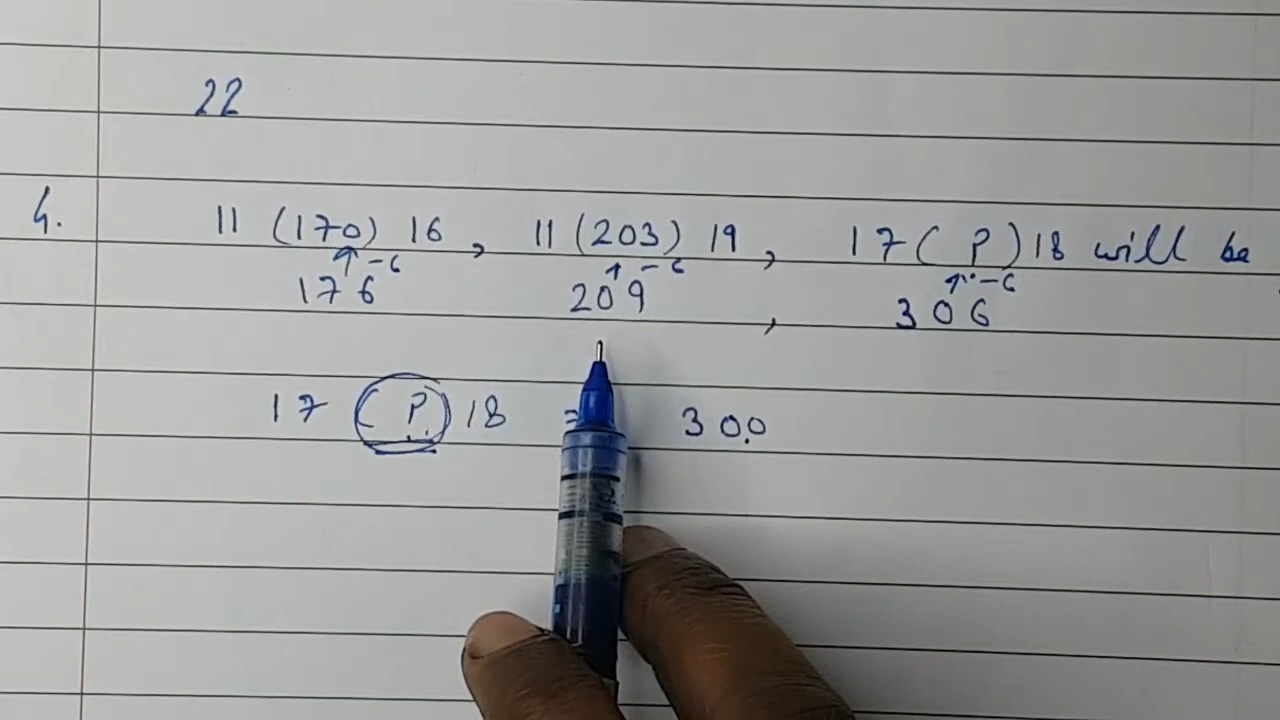 22
4. 11 (170) 16 , 11 (203) 19 , 17 ( P ) 18 will be
↑-6 ↑-6 ↑-6
176 209 , 306
17 ( P ) 18 = 300